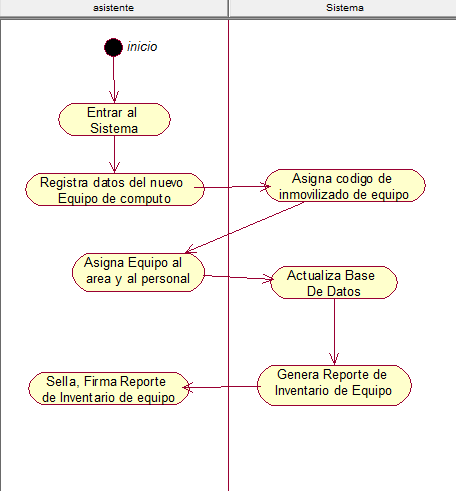 asistente
Sistema
inicio
Entrar al
Sistema
Registra datos del nuevo
Equipo de computo
Asigna codigo de
inmovilizado de equipo
Asigna Equipo al
area y al personal
Actualiza Base
De Datos
Genera Reporte de
Inventario de Equipo
Sella, Firma Reporte
de Inventario de equipo